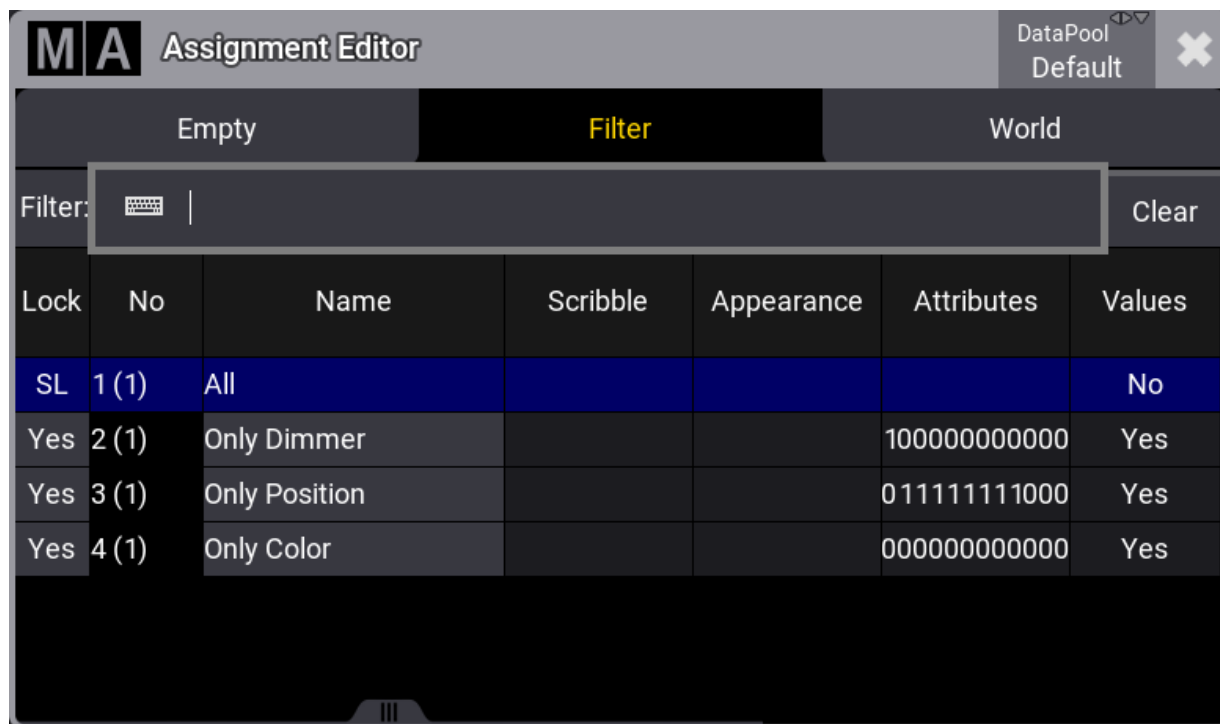 MA Assignment Editor DataPool
Default
Empty Filter World
Filter: Clear
Lock No Name Scribble Appearance Attributes Values
SL 1 (1) All No
Yes 2 (1) Only Dimmer 100000000000 Yes
Yes 3 (1) Only Position 011111111000 Yes
Yes 4 (1) Only Color 000000000000 Yes